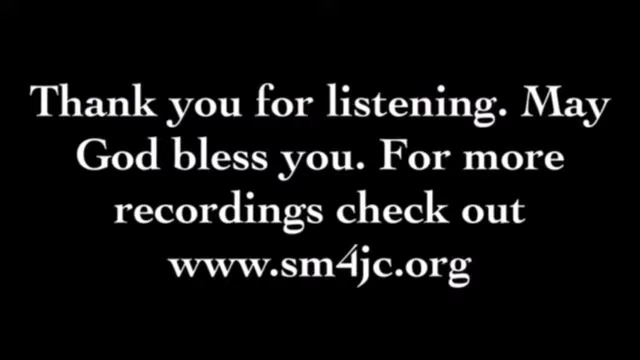 Thank you for listening. May
God bless you. For more
recordings check out
www.sm4jc.org